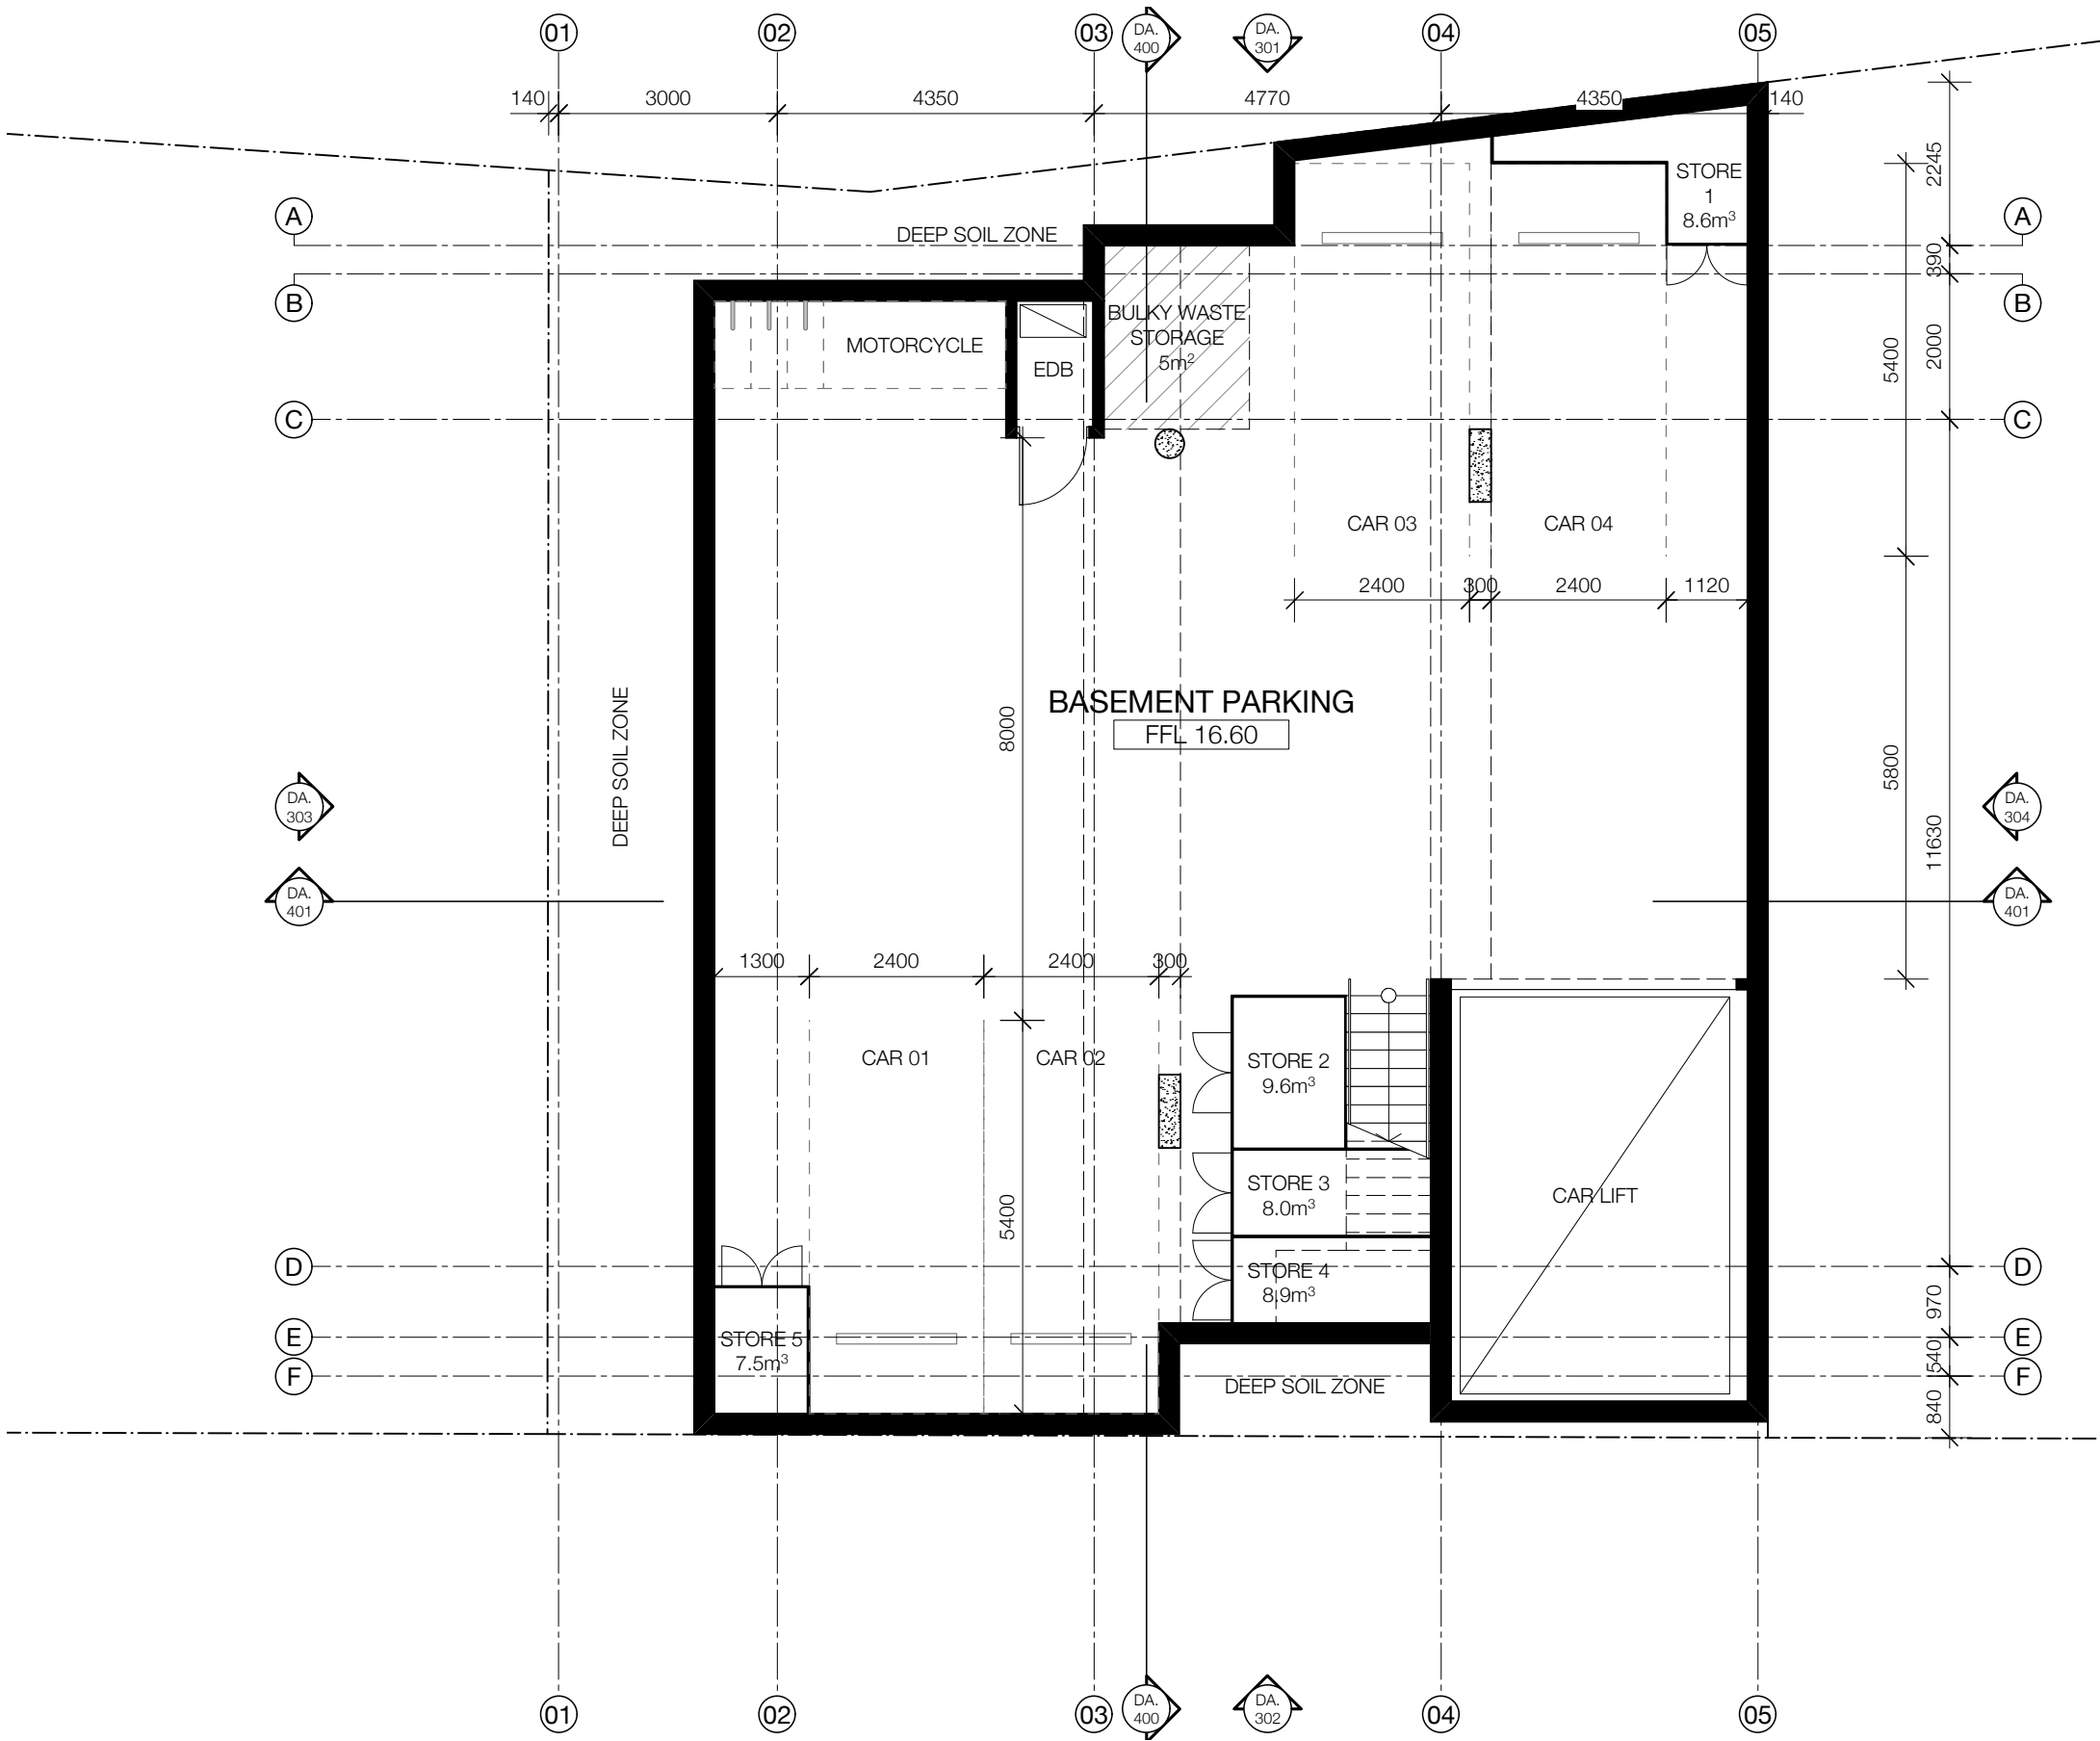 01
02
03
DA.
400
DA.
301
04
05
140
3000
4350
4770
4350
140
2245
A
DEEP SOIL ZONE
STORE
1
8.6m³
A
390
B
B
BULKY WASTE
STORAGE
5m²
MOTORCYCLE
EDB
2000
5400
C
C
CAR 03
CAR 04
2400
300
2400
1120
BASEMENT PARKING
FFL 16.60
8000
DEEP SOIL ZONE
5800
DA.
303
DA.
304
11630
DA.
401
DA.
401
1300
2400
2400
300
CAR 01
CAR 02
STORE 2
9.6m³
STORE 3
8.0m³
CAR LIFT
5400
D
STORE 4
8.9m³
D
970
E
STORE 5
7.5m³
E
540
F
DEEP SOIL ZONE
F
840
01
02
03
DA.
400
DA.
302
04
05